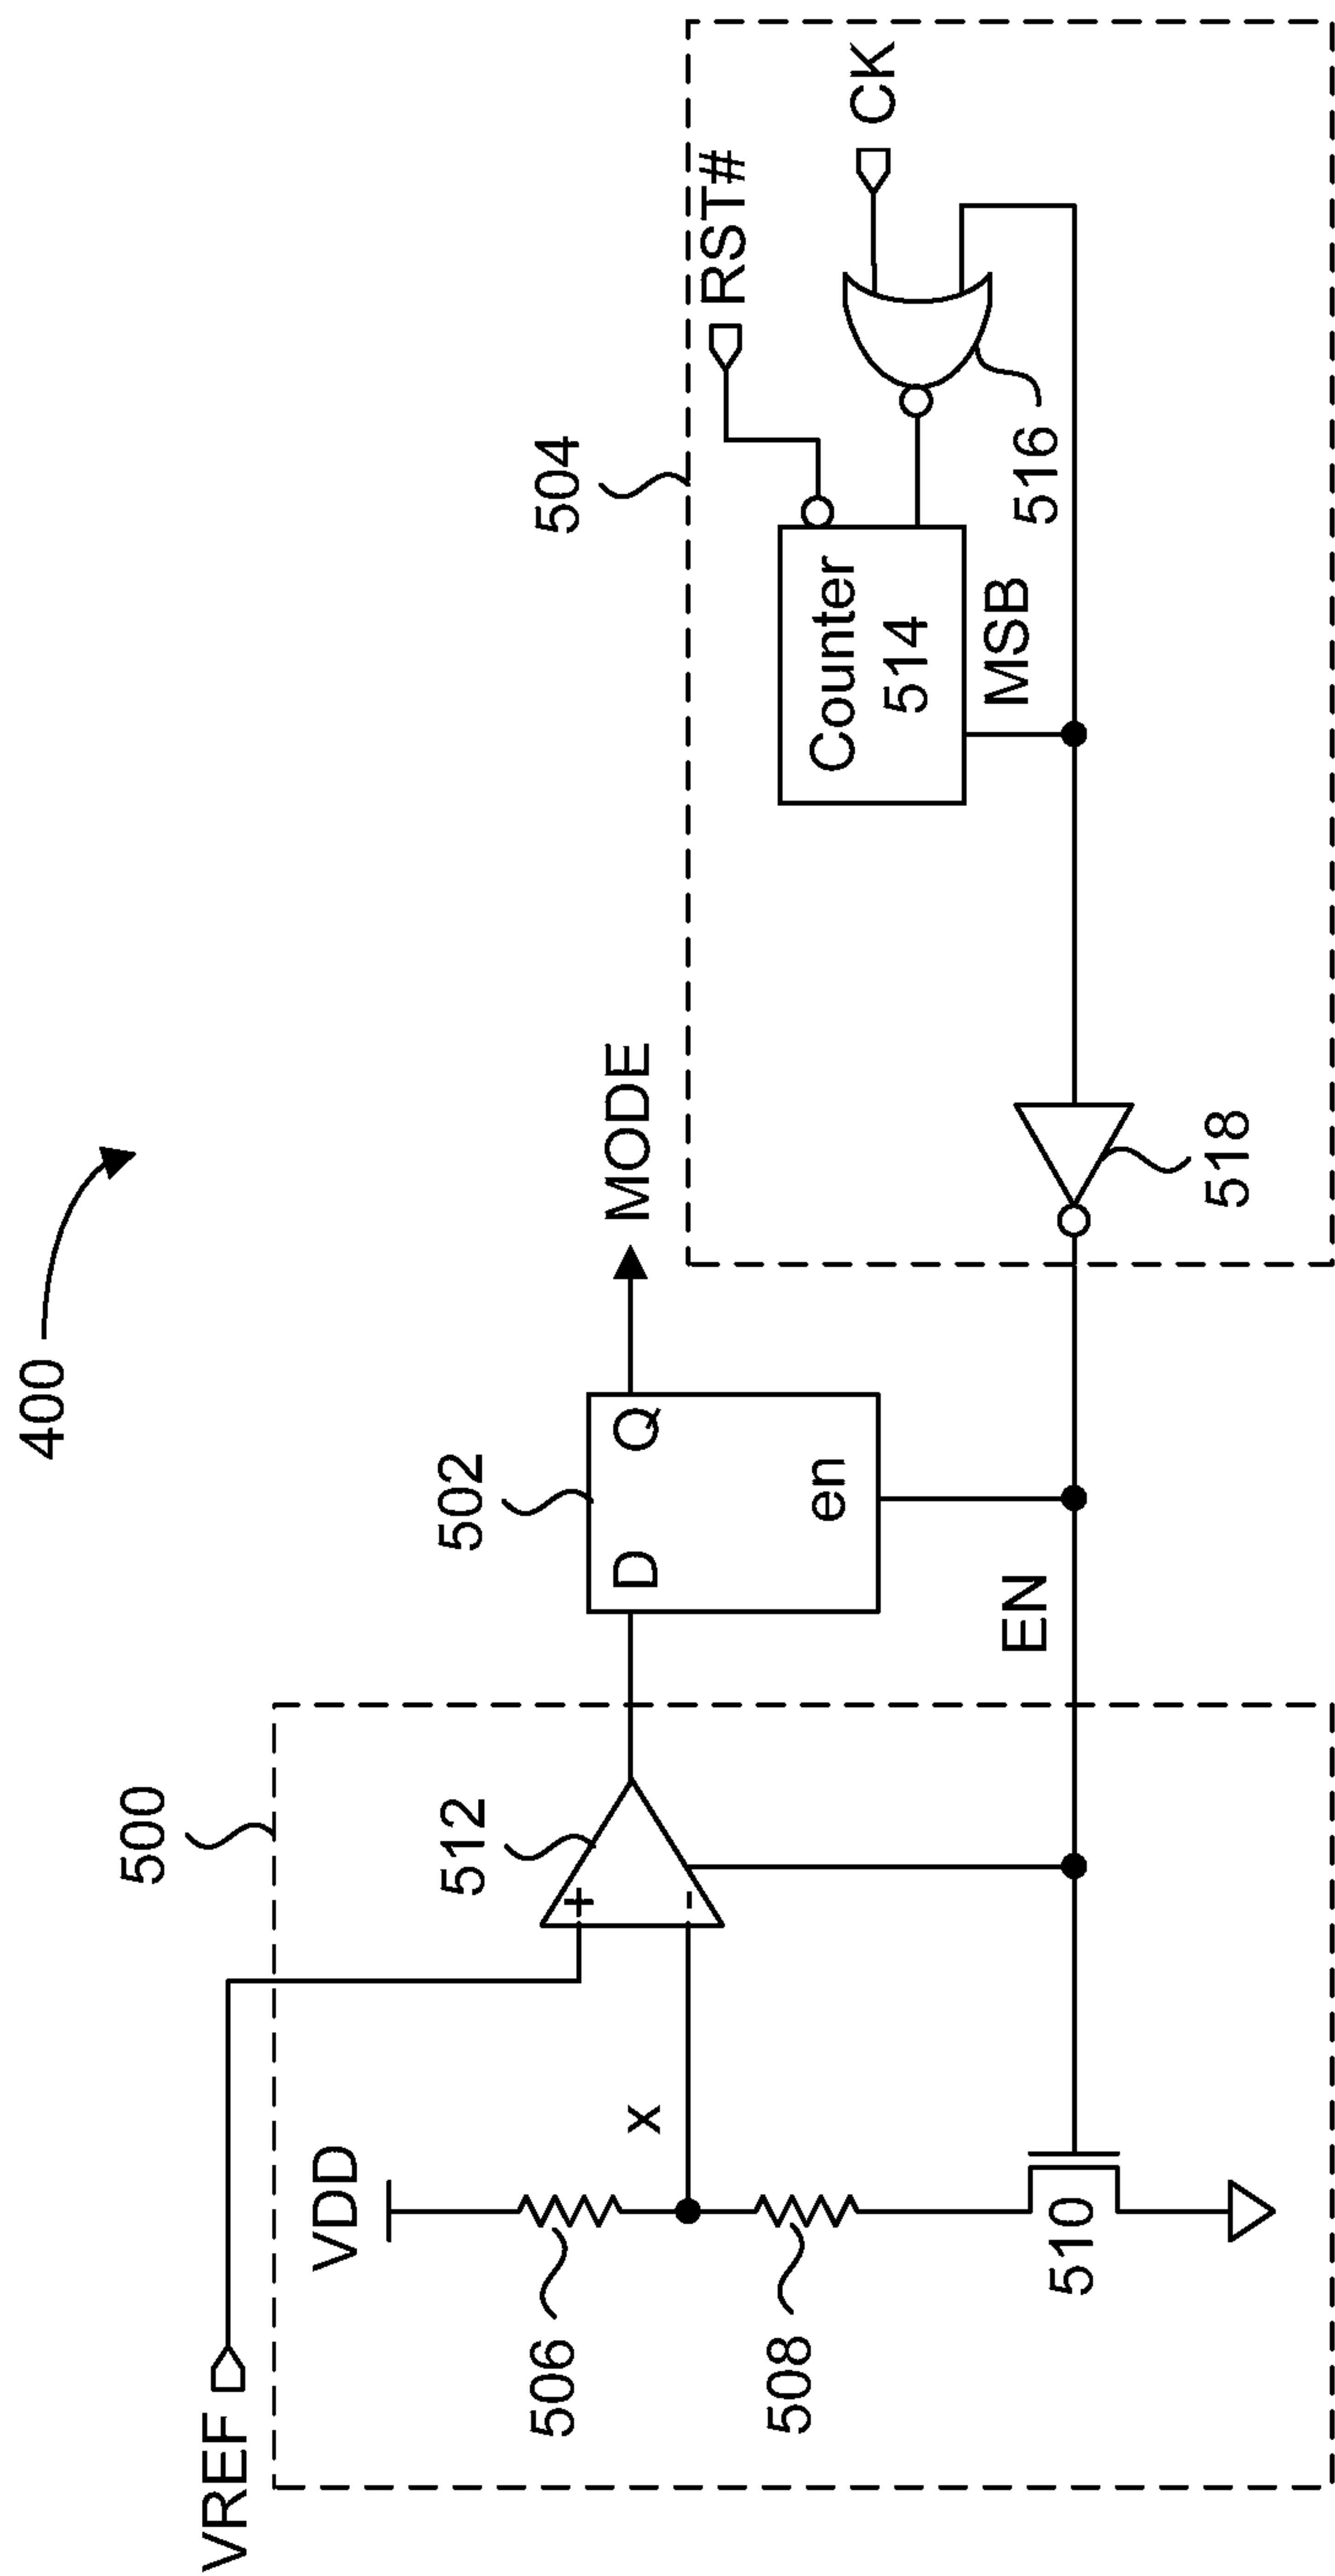 400
500
502
504
VREF
VDD
506
508
510
x
512
+
-
D
Q
en
EN
MODE
518
Counter
514
MSB
RST#
CK
516